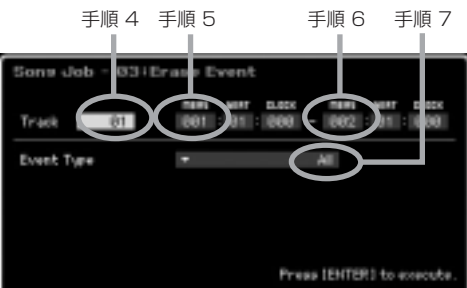 手順 4 手順 5 手順 6 手順 7
Song Job - 03:Erase Event
MEAS BEAT CLOCK MEAS BEAT CLOCK
Track 01 001 : 01 : 000 - 002 : 01 : 000
Event Type All
Press [ENTER] to execute.